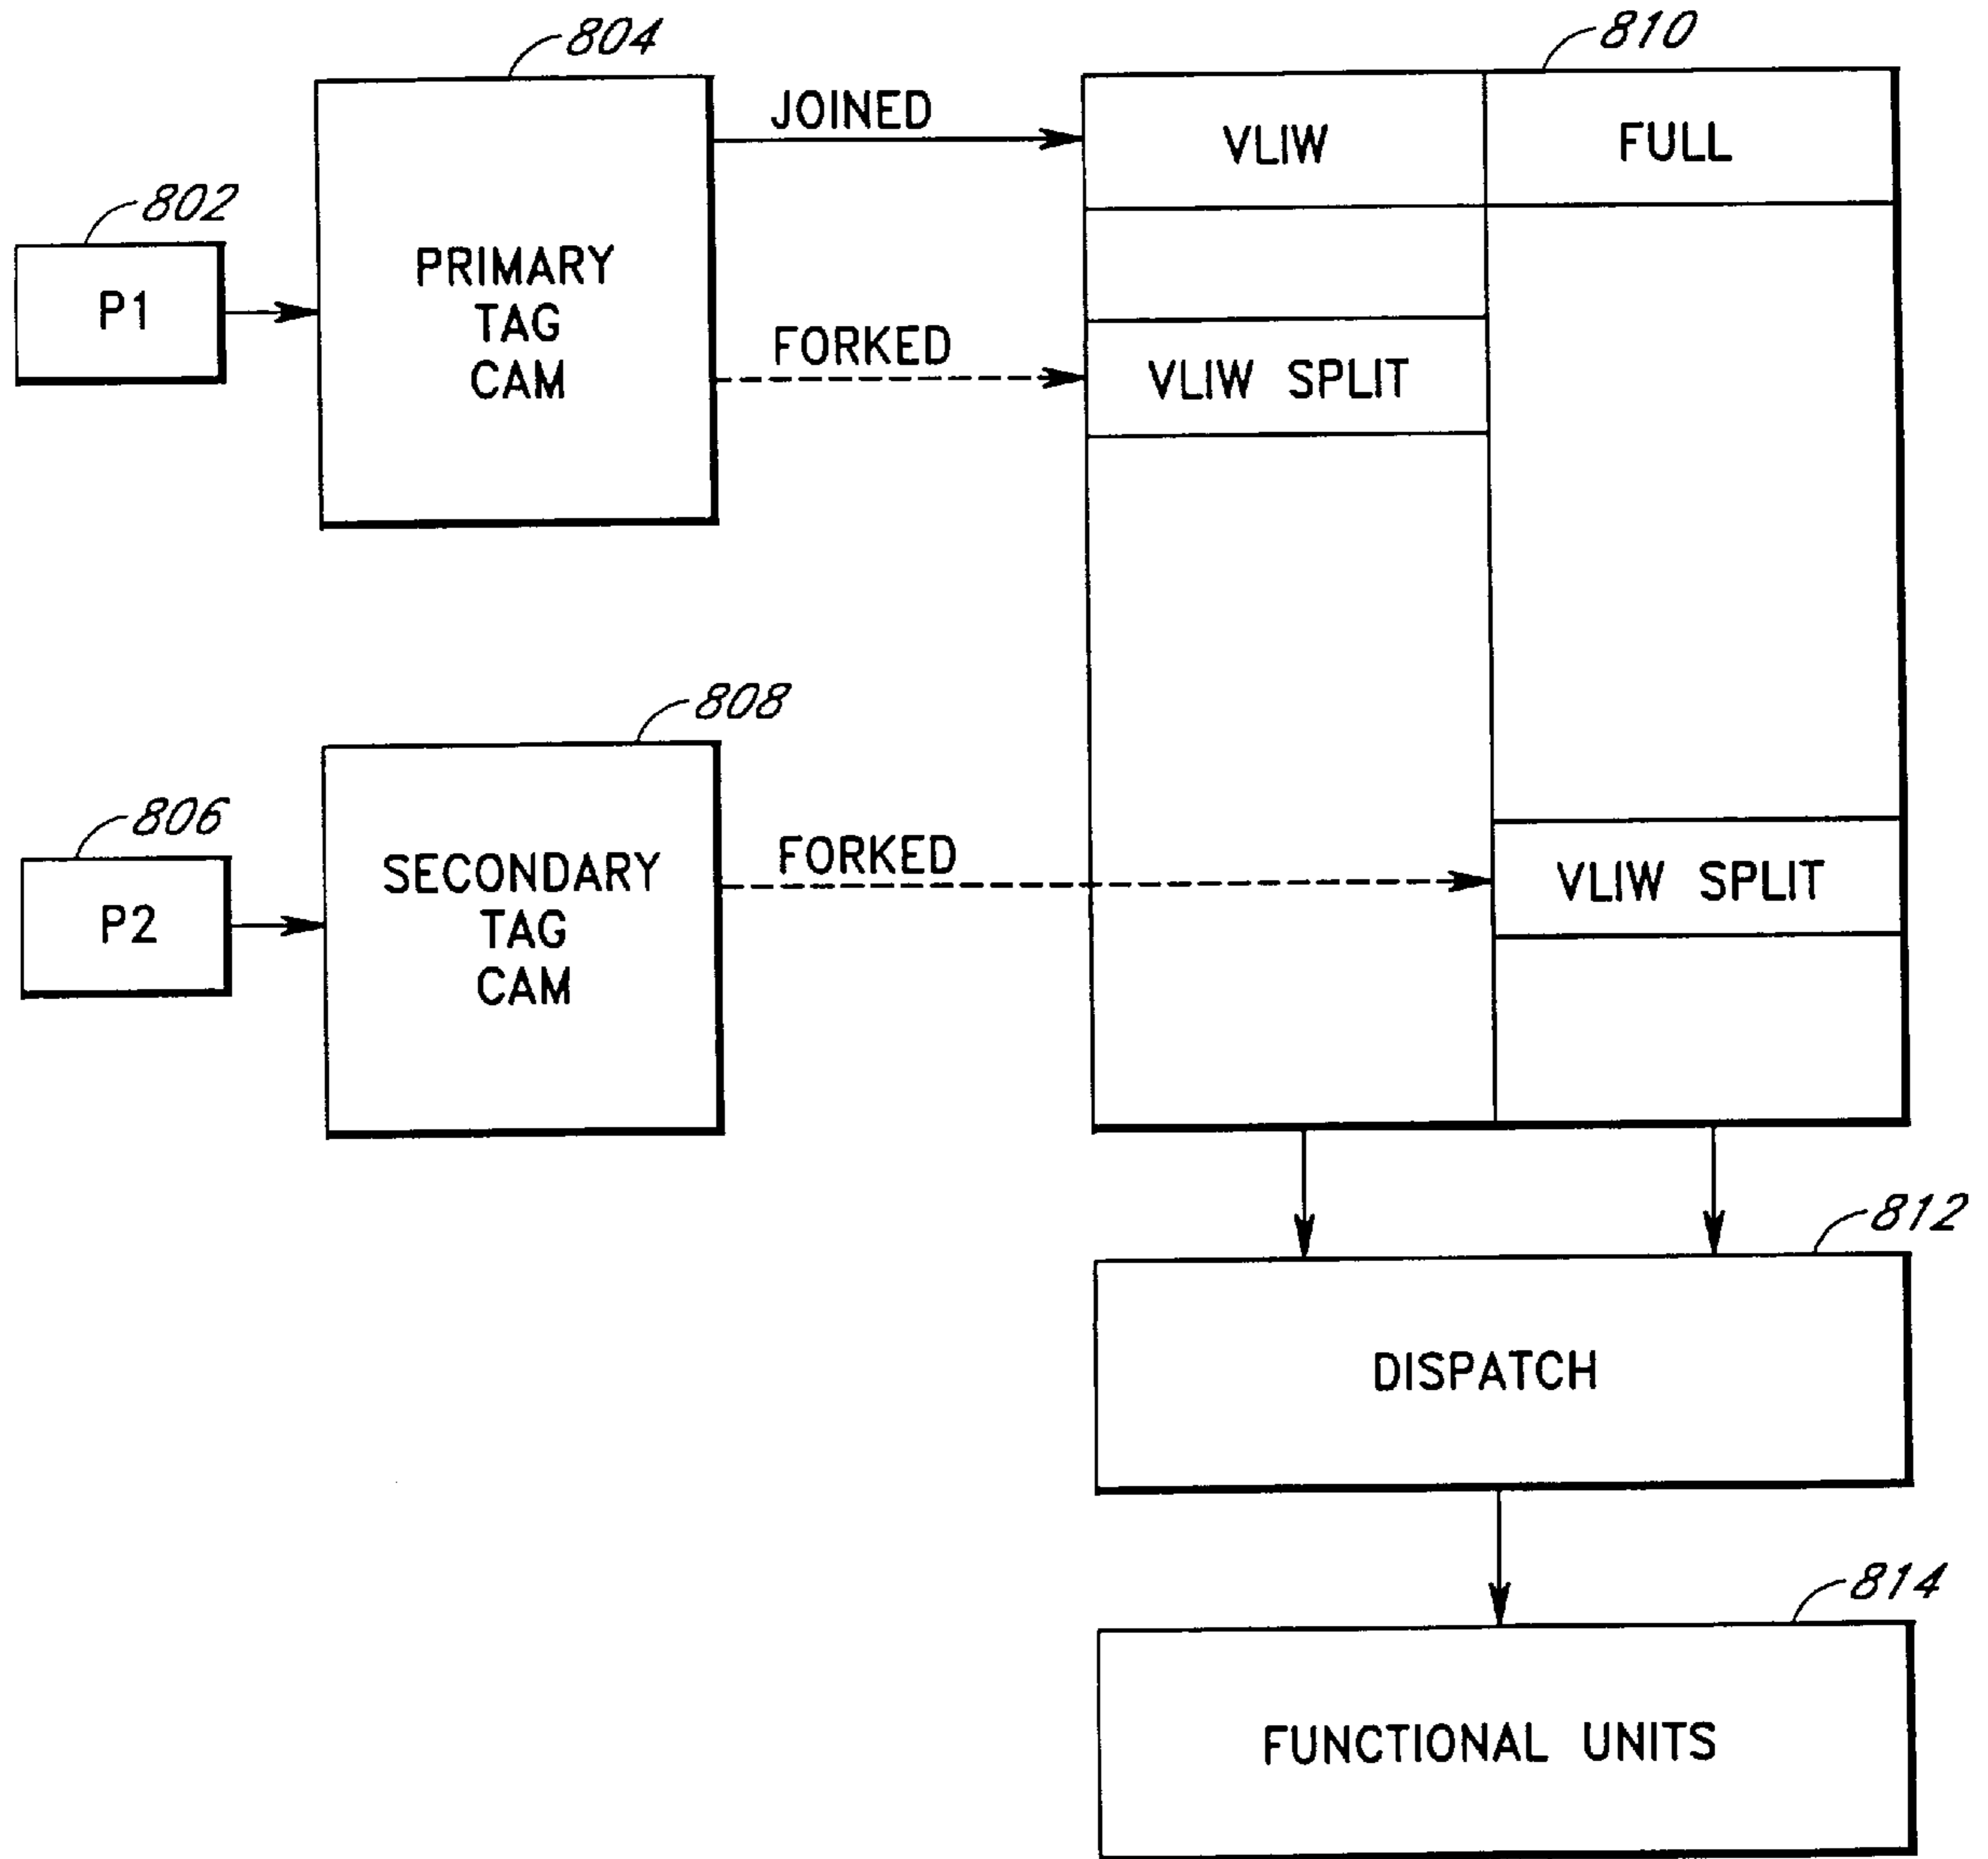 804
810
JOINED
VLIW
FULL
802
P1
PRIMARY
TAG
CAM
FORKED
VLIW SPLIT
808
806
P2
SECONDARY
TAG
CAM
FORKED
VLIW SPLIT
812
DISPATCH
814
FUNCTIONAL UNITS